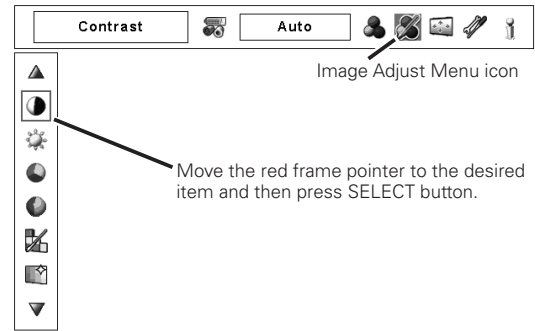 Contrast
Auto
Image Adjust Menu icon
Move the red frame pointer to the desired
item and then press SELECT button.